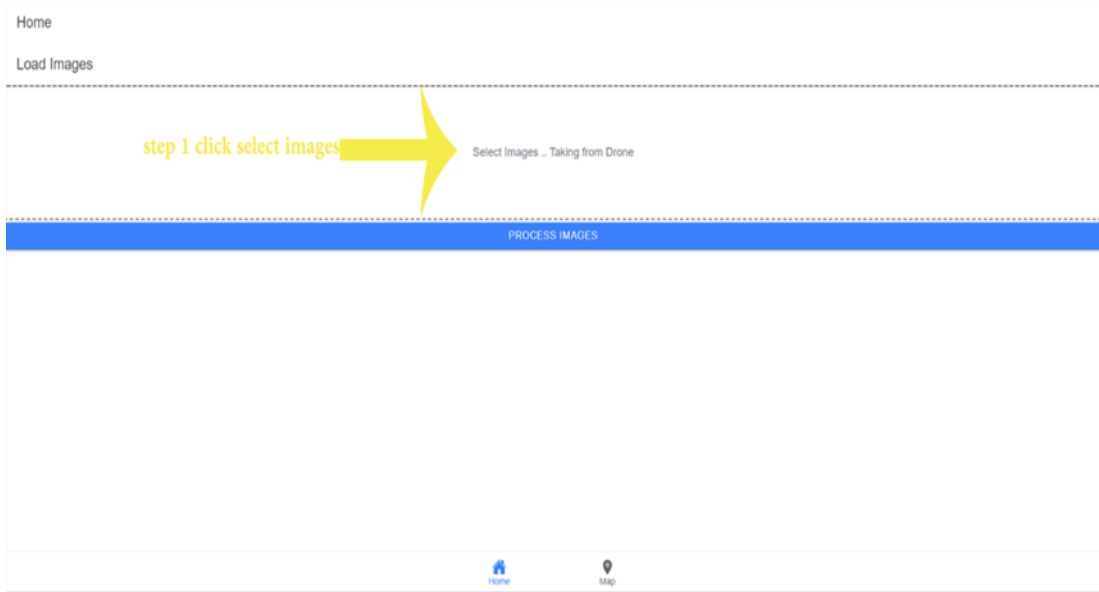 Home
Load Images
step 1 click select images
Select Images .. Taking from Drone
PROCESS IMAGES
Home
Map